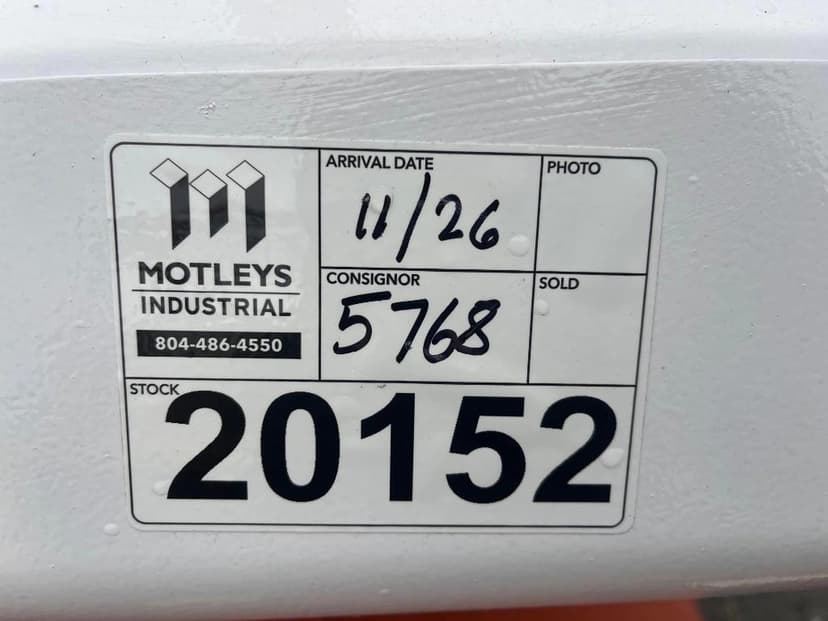 MOTLEYS
INDUSTRIAL
804-486-4550
ARRIVAL DATE
11/26
PHOTO
CONSIGNOR
5768
SOLD
STOCK
20152